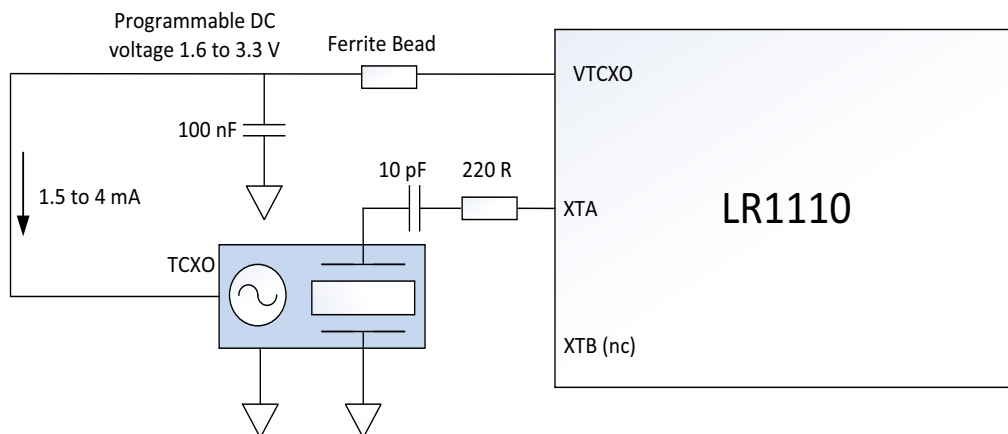 Programmable DC
voltage 1.6 to 3.3 V
Ferrite Bead
VTCXO
100 nF
10 pF
220 R
1.5 to 4 mA
XTA
LR1110
TCXO
XTB (nc)